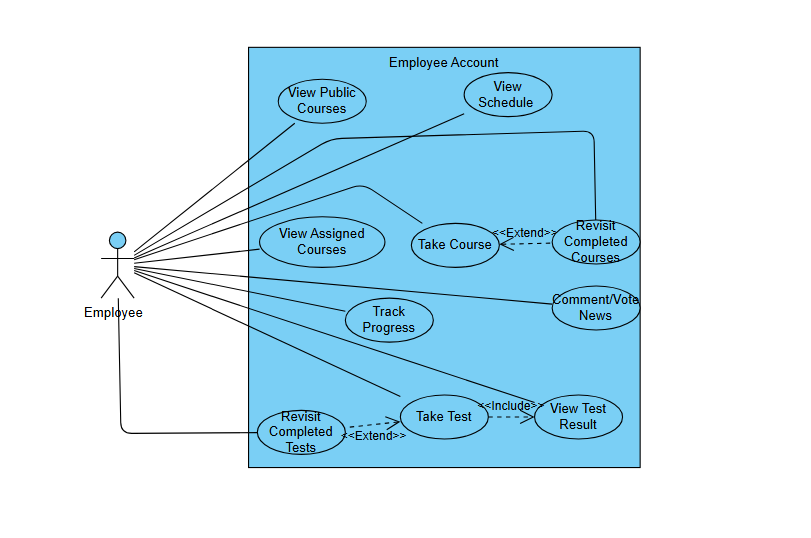 Employee Account
View Public
Courses
View
Schedule
View Assigned
Courses
Take Course
<<Extend>>
Revisit
Completed
Courses
Employee
Track
Progress
Comment/Vote
News
Revisit
Completed
Tests
<<Extend>>
Take Test
<<Include>>
View Test
Result